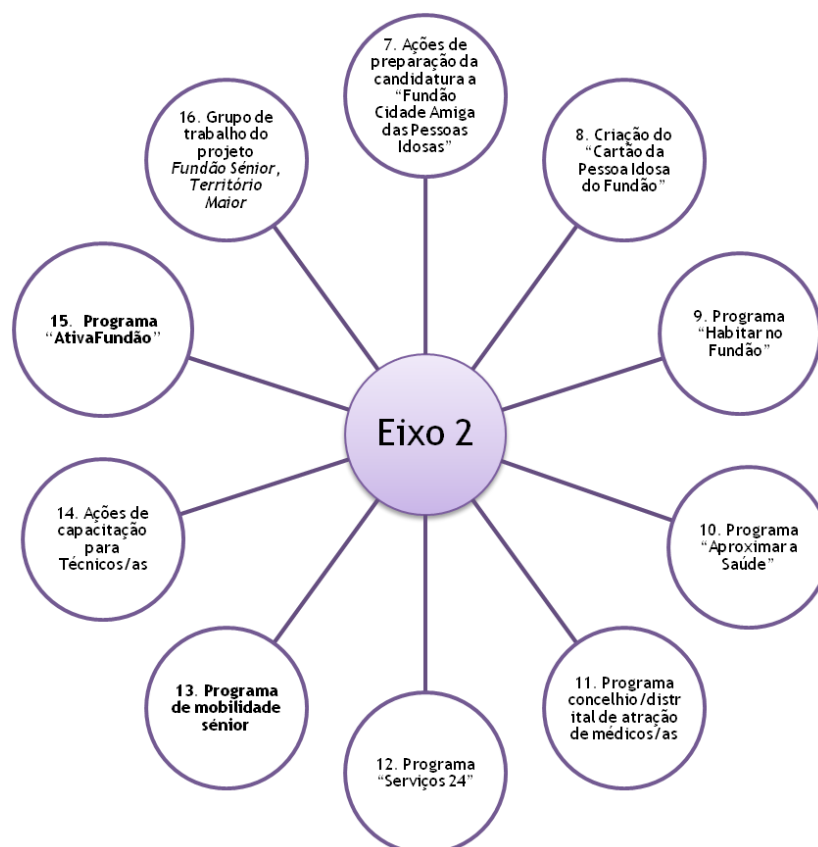 7. Ações de
preparação da
candidatura a
“Fundão
Cidade Amiga
das Pessoas
Idosas”
8. Criação do
“Cartão da
Pessoa Idosa
do Fundão”
9. Programa
“Habitar no
Fundão”
10. Programa
“Aproximar a
Saúde”
11. Programa
concelhio/distr
ital de atração
de médicos/as
12. Programa
“Serviços 24”
13. Programa
de mobilidade
sénior
14. Ações de
capacitação
para
Técnicos/as
15. Programa
“AtivaFundão”
16. Grupo de
trabalho do
projeto
Fundão Sénior,
Território
Maior
Eixo 2